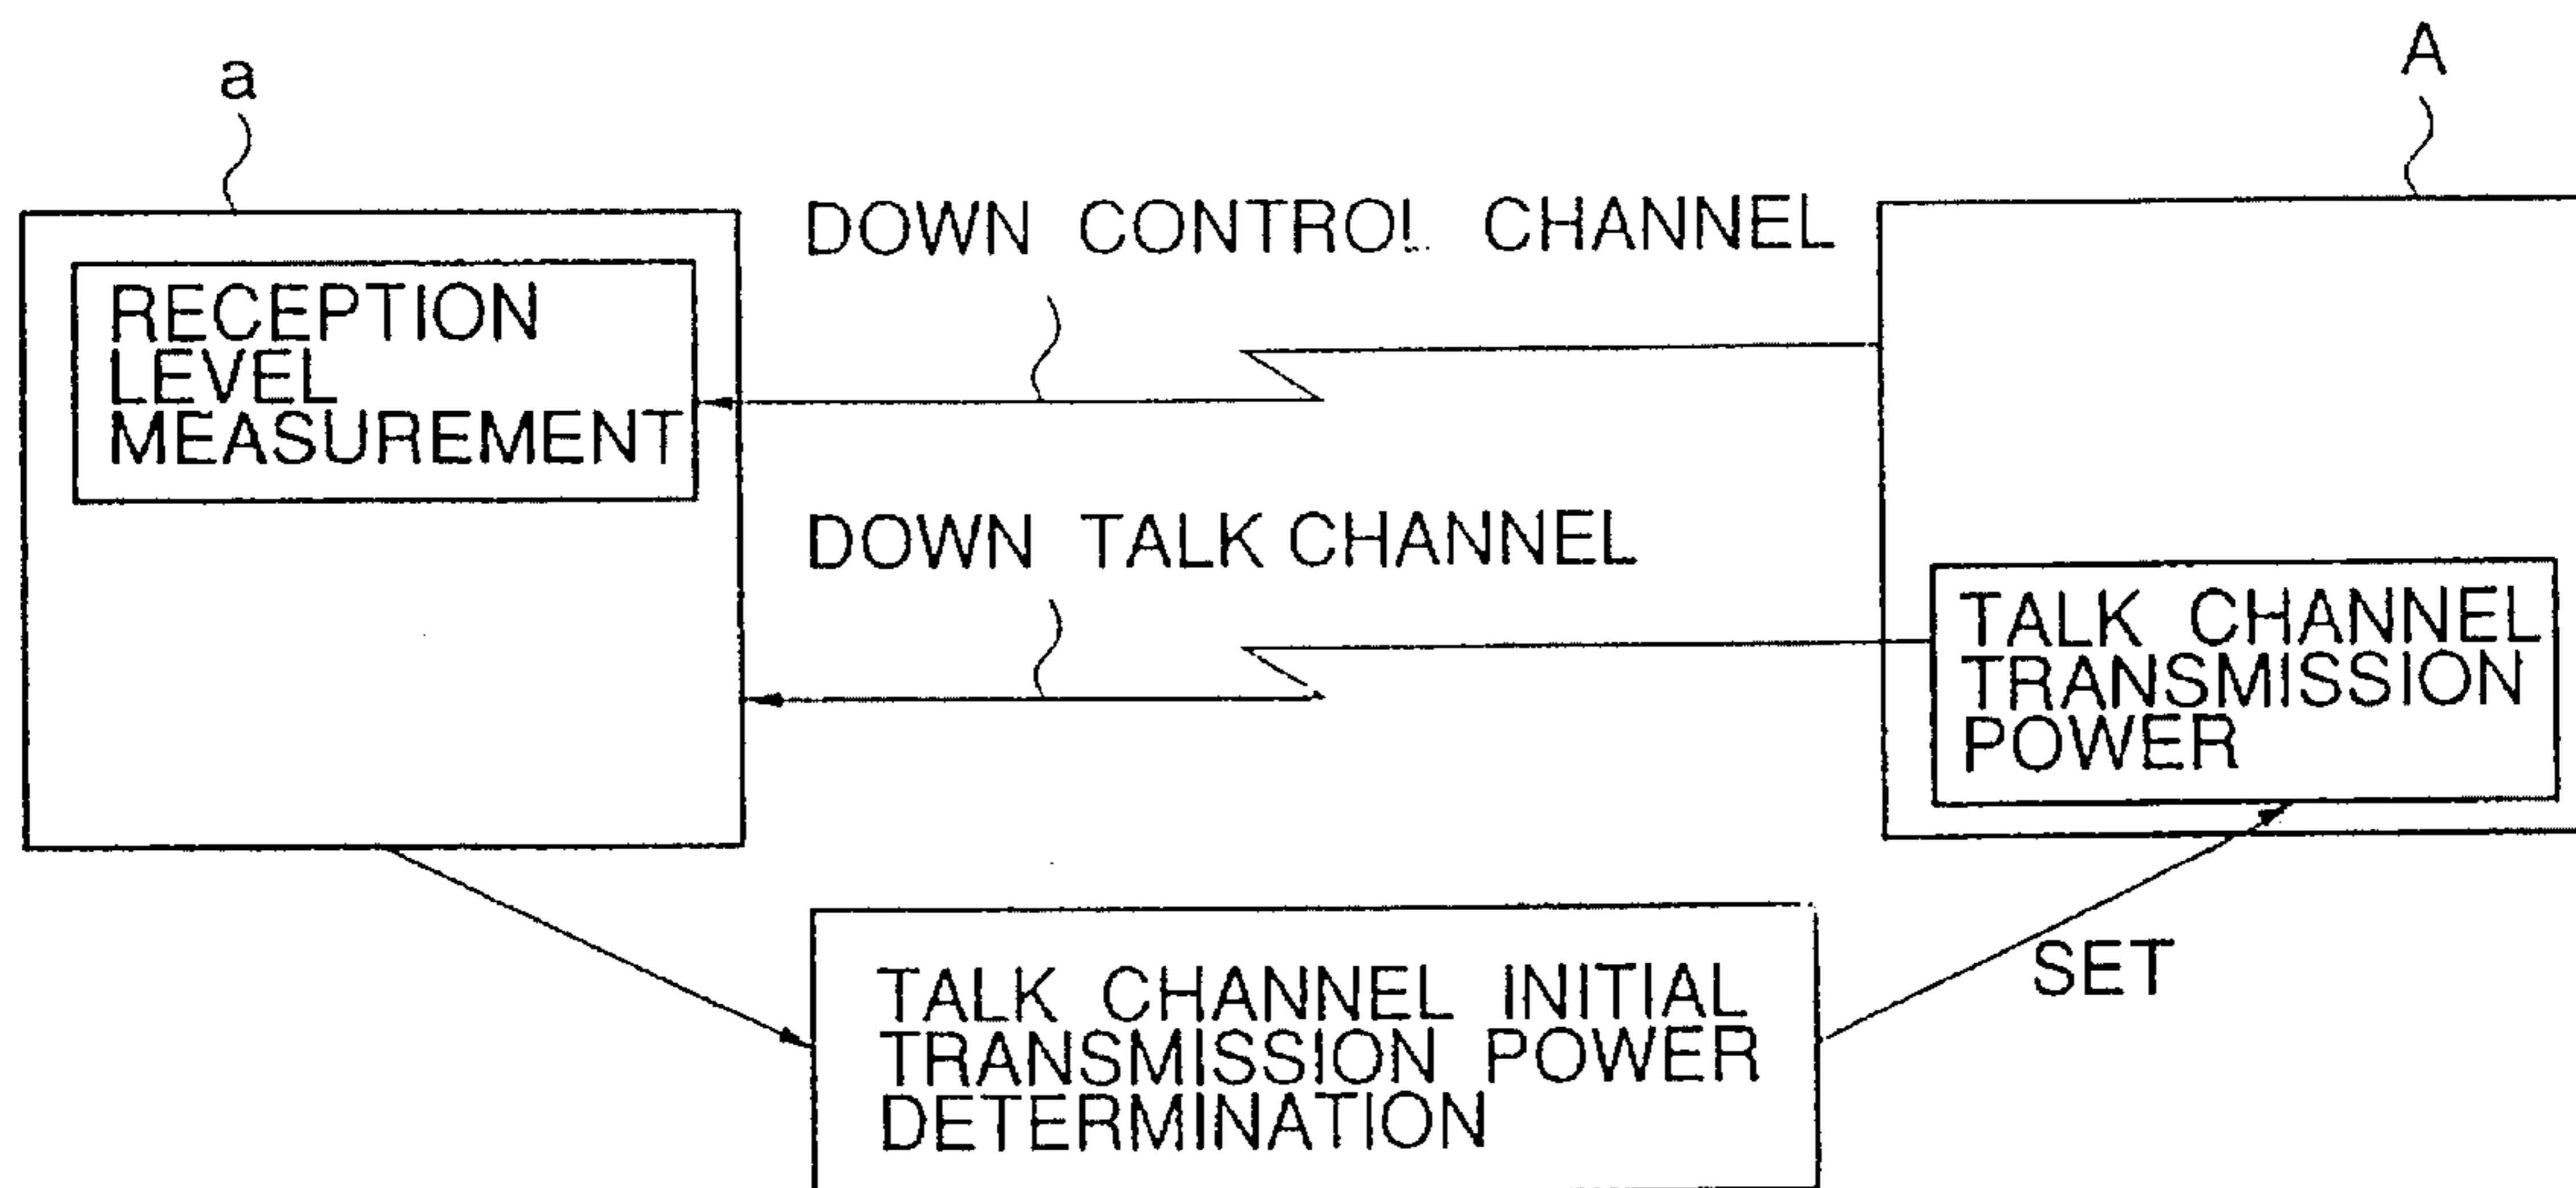 a
A
DOWN CONTROL CHANNEL
RECEPTION
LEVEL
MEASUREMENT
DOWN TALK CHANNEL
TALK CHANNEL
TRANSMISSION
POWER
SET
TALK CHANNEL INITIAL
TRANSMISSION POWER
DETERMINATION